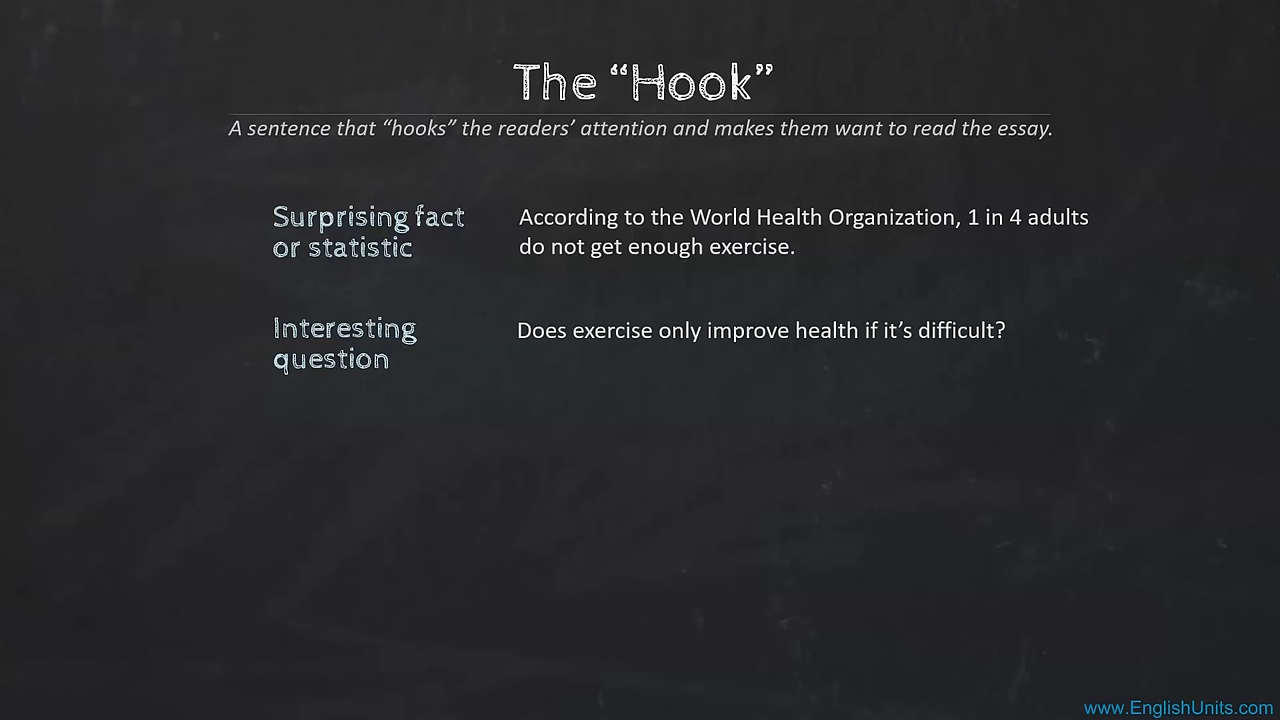 The “Hook”
A sentence that “hooks” the readers’ attention and makes them want to read the essay.
Surprising fact
or statistic
According to the World Health Organization, 1 in 4 adults
do not get enough exercise.
Interesting
question
Does exercise only improve health if it’s difficult?
www.EnglishUnits.com